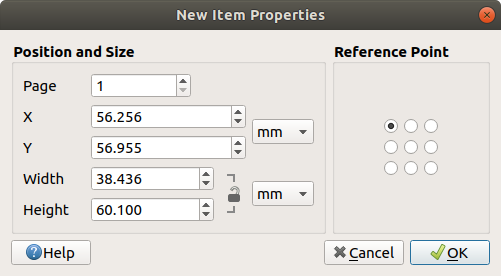 New Item Properties
Position and Size
Reference Point
Page 1
X 56.256 mm
Y 56.955
Width 38.436 mm
Height 60.100
Help Cancel OK